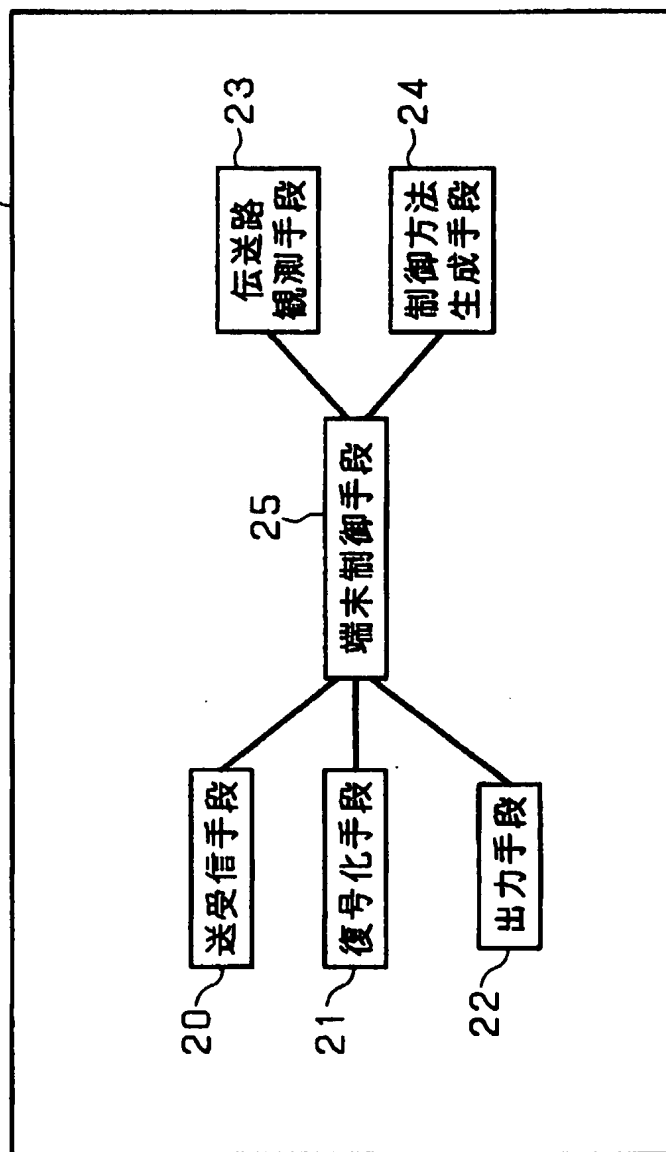 20
送受信手段
21
復号化手段
22
出力手段
25
端末制御手段
23
伝送路
観測手段
24
制御方法
生成手段